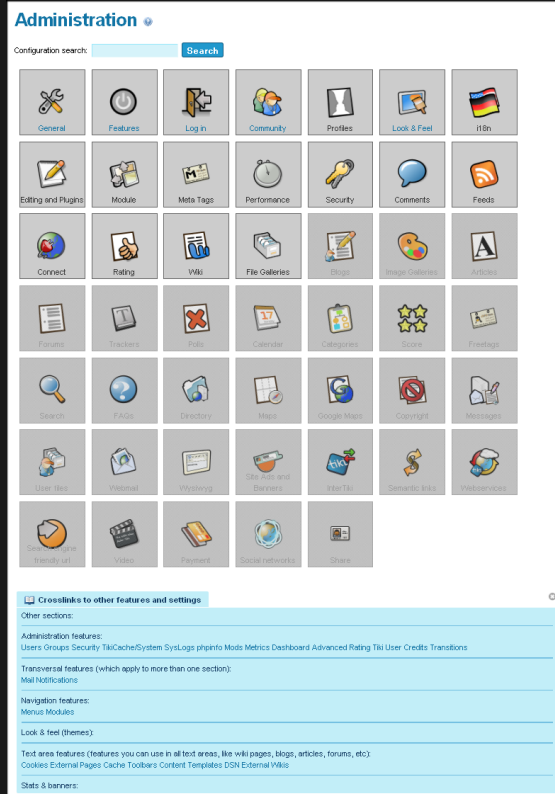 Administration
Configuration search: Search
General Features Log in Community Profiles Look & Feel i18n
Editing and Plugins Module Meta Tags Performance Security Comments Feeds
Connect Rating Wiki File Galleries Blogs Image Galleries Articles
Forums Trackers Polls Calendar Categories Score Freetags
Search FAQs Directory Maps Google Maps Copyright Messages
User files Webmail Wysiwyg Site Ads and Banners InterTiki Semantic links Webservices
Search engine friendly url Video Payment Social networks Share
Crosslinks to other features and settings
Other sections:
Administration features:
Users Groups Security TikiCache/System SysLogs phpinfo Mods Metrics Dashboard Advanced Rating Tiki User Credits Transitions
Transversal features (which apply to more than one section):
Mail Notifications
Navigation features:
Menus Modules
Look & feel (themes):
Text area features (features you can use in all text areas, like wiki pages, blogs, articles, forums, etc):
Cookies External Pages Cache Toolbars Content Templates DSN External Wikis
Stats & banners: